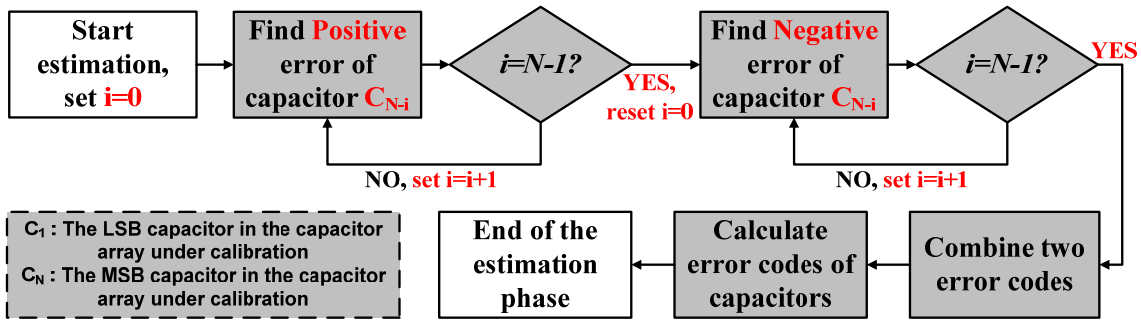 Start
estimation,
set i=0
Find Positive
error of
capacitor C_N-i
i=N-1?
YES,
reset i=0
NO, set i=i+1
Find Negative
error of
capacitor C_N-i
i=N-1?
YES
NO, set i=i+1
C₁ : The LSB capacitor in the capacitor
array under calibration
C_N : The MSB capacitor in the capacitor
array under calibration
End of the
estimation
phase
Calculate
error codes of
capacitors
Combine two
error codes